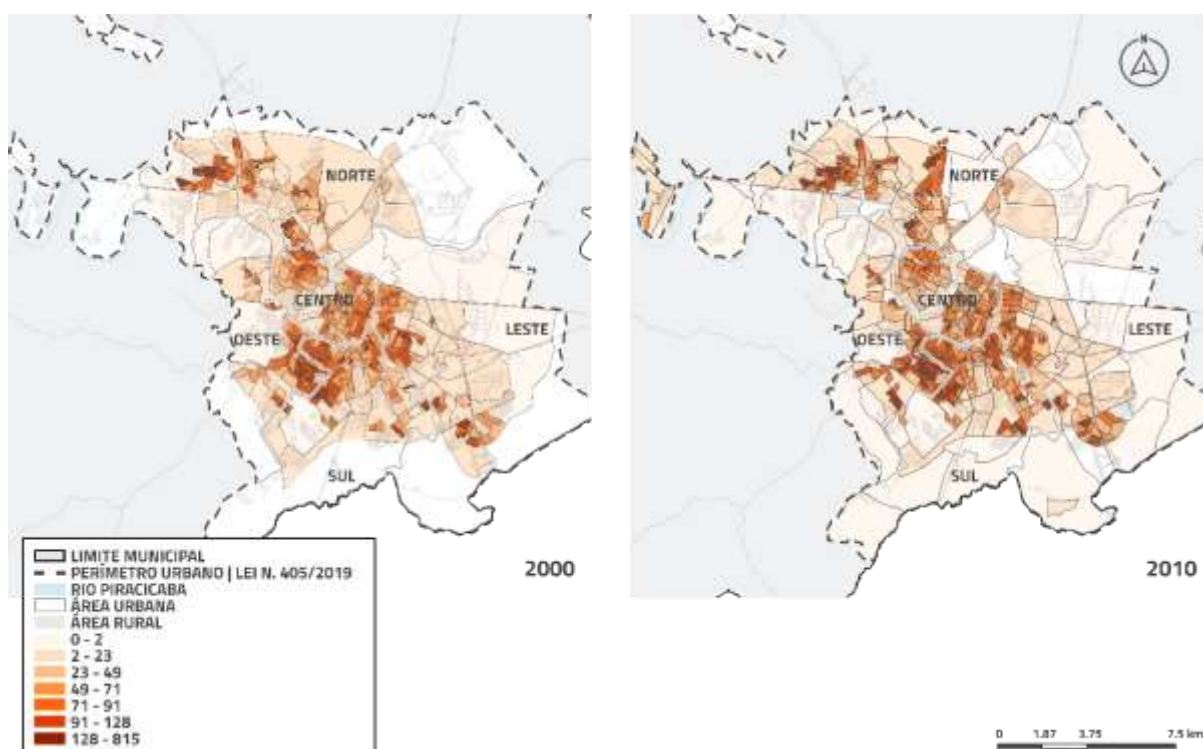 N
NORTE
CENTRO
OESTE
LESTE
SUL
2000
NORTE
CENTRO
OESTE
LESTE
SUL
2010
LIMITE MUNICIPAL
PERÍMETRO URBANO | LEI N. 405/2019
RIO PIRACICABA
ÁREA URBANA
ÁREA RURAL
0 - 2
2 - 23
23 - 49
49 - 71
71 - 91
91 - 128
128 - 815
0 1.87 3.75 7.5 km